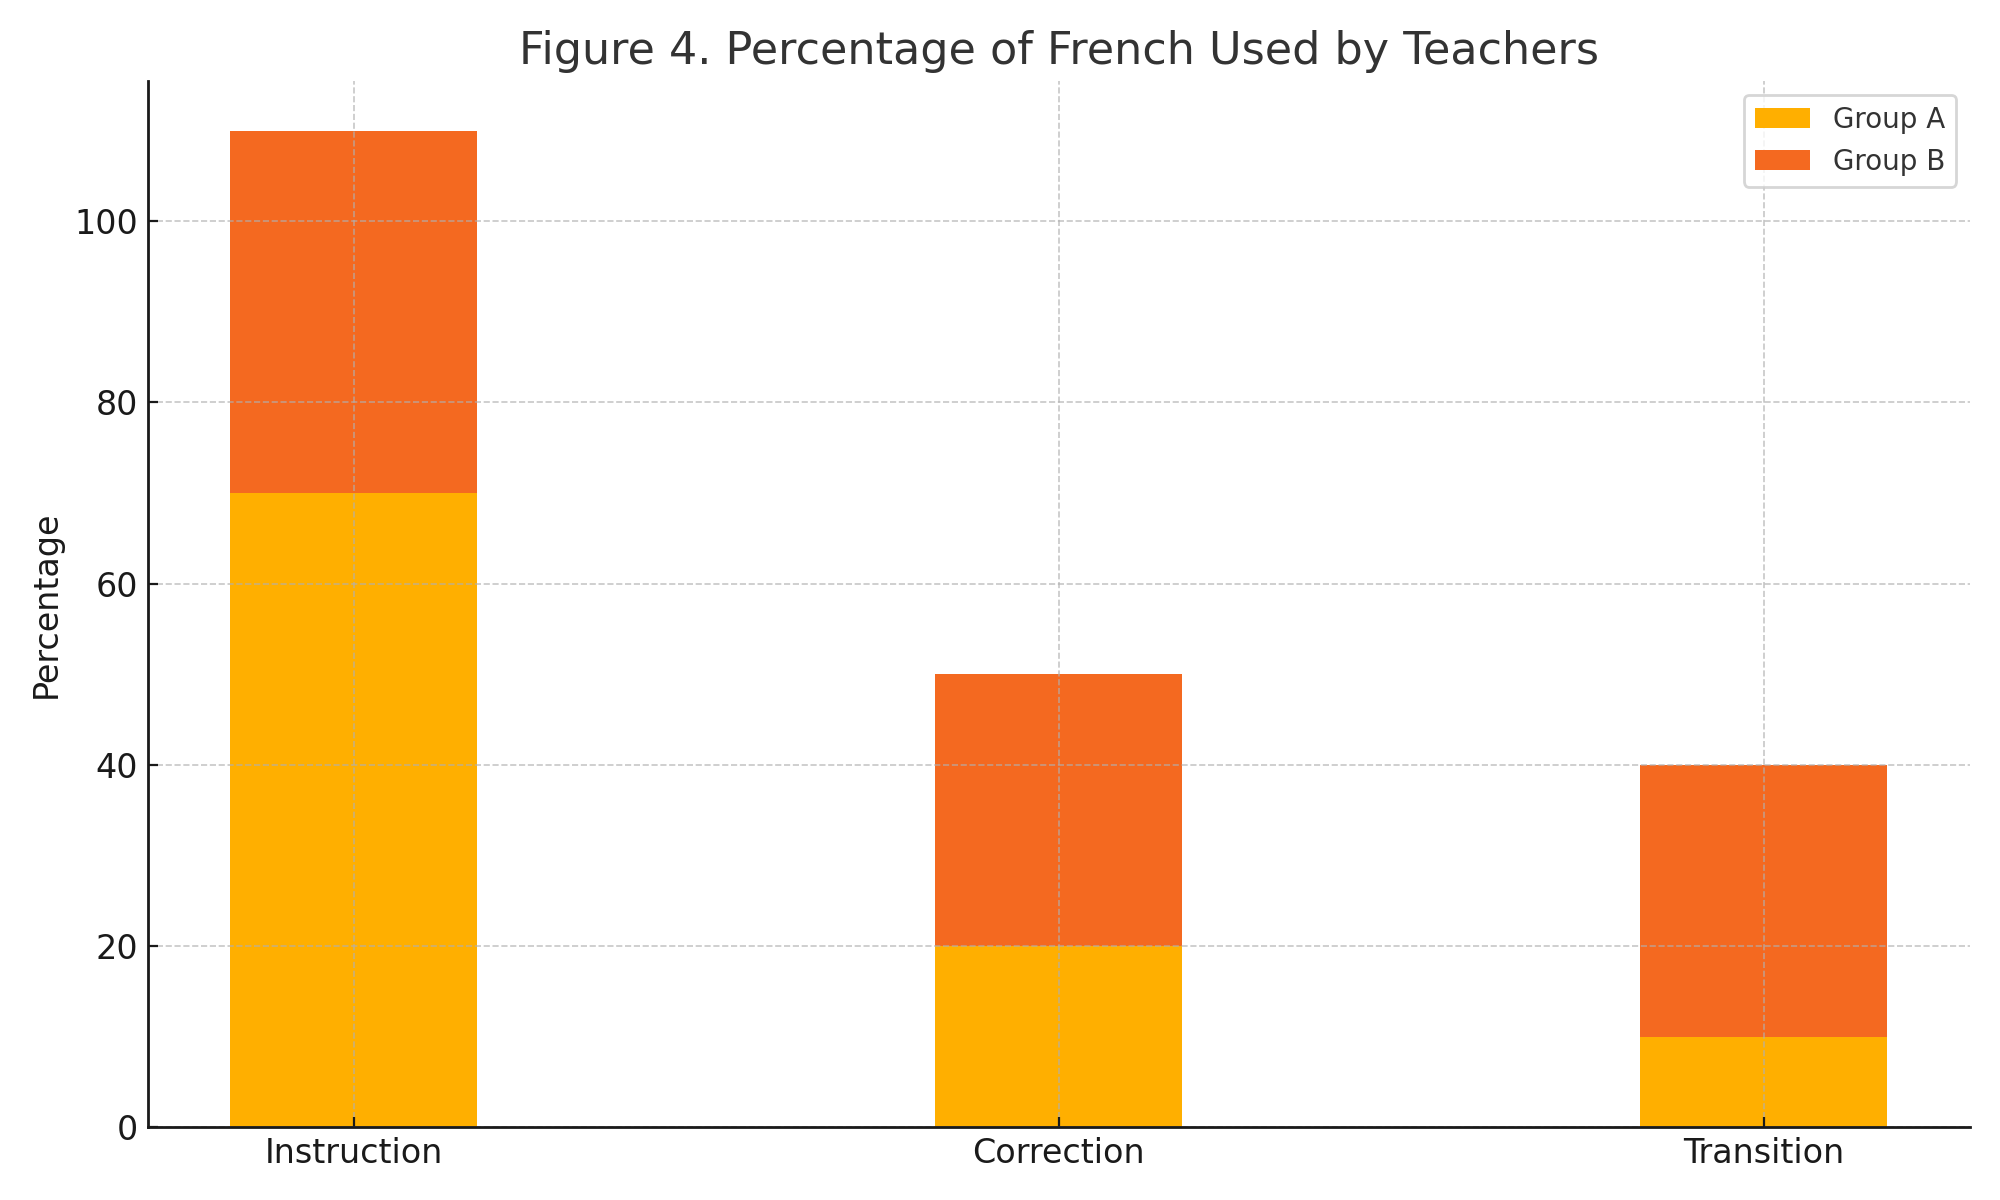 Figure 4. Percentage of French Used by Teachers
Group A
Group B
Percentage
100
80
60
40
20
0
Instruction
Correction
Transition